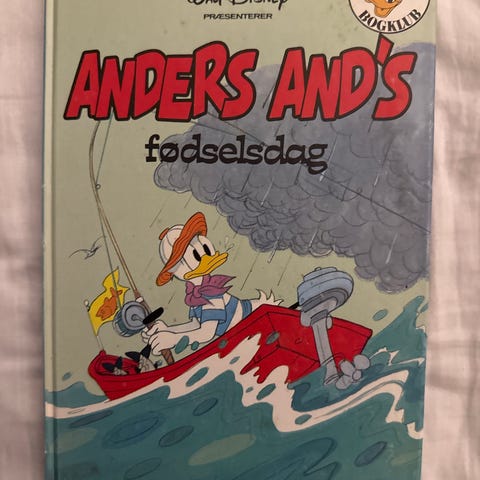 Walt Disney
PRÆSENTERER
BOGKLUB
ANDERS AND'S
fødselsdag